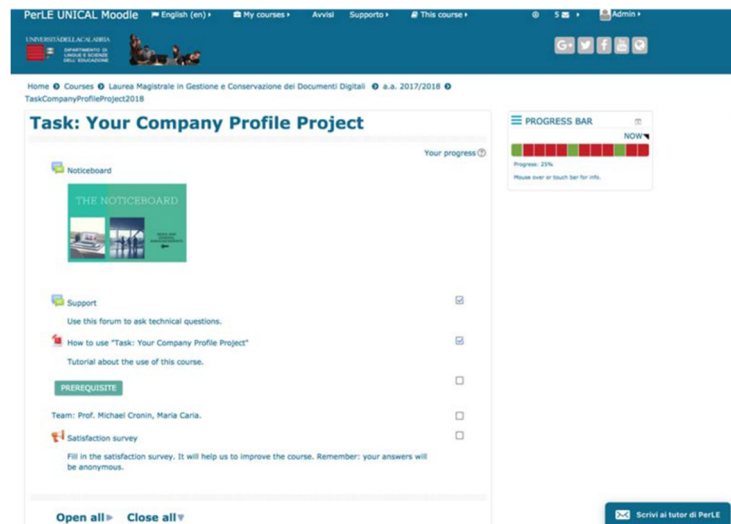 PerLE UNICAL Moodle English (en) My courses Avvisi Supporto This course 5 Admin
UNIVERSITÀ DELLA CALABRIA
DIPARTIMENTO DI
LINGUE E SCIENZE
DELL'EDUCAZIONE
Home Courses Laurea Magistrale in Gestione e Conservazione dei Documenti Digitali a.a. 2017/2018
TaskCompanyProfileProject2018
Task: Your Company Profile Project
Your progress
Noticeboard
THE NOTICEBOARD
Support
Use this forum to ask technical questions.
How to use "Task: Your Company Profile Project"
Tutorial about the use of this course.
PREREQUISITE
Team: Prof. Michael Cronin, Maria Caria.
Satisfaction survey
Fill in the satisfaction survey. It will help us to improve the course. Remember: your answers will
be anonymous.
Open all Close all
PROGRESS BAR
NOW
Progress: 25%
Mouse over or touch bar for info.
Scrivi ai tutor di PerLE